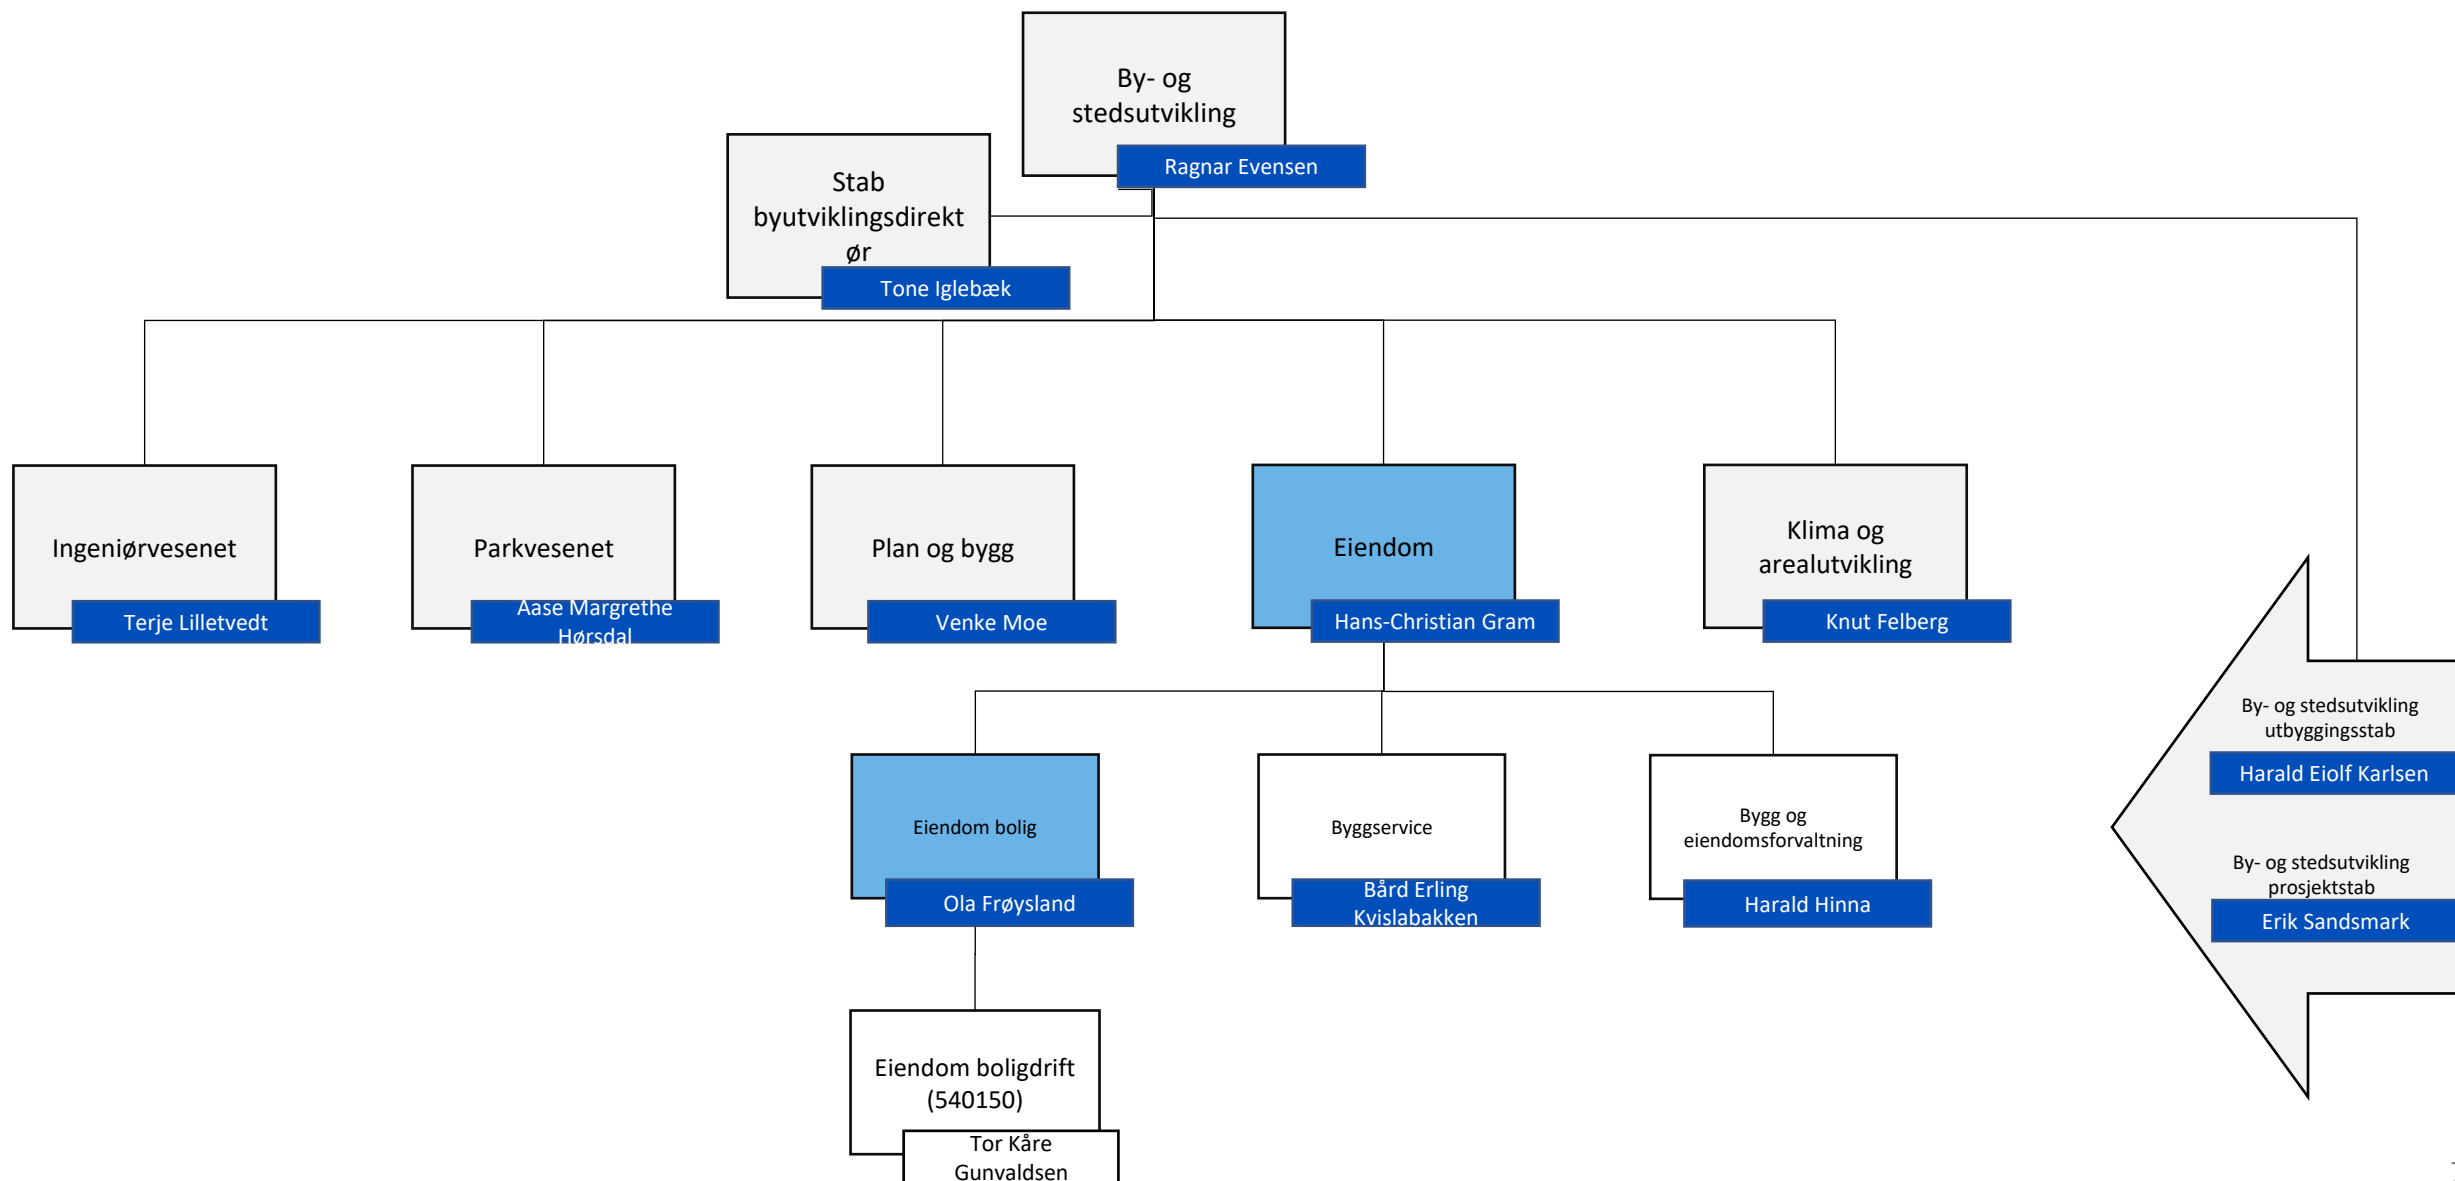 By- og
stedsutvikling
Ragnar Evensen
Stab
byutviklingsdirekt
ør
Tone Iglebæk
Ingeniørvesenet
Terje Lilletvedt
Parkvesenet
Aase Margrethe
Hørsdal
Plan og bygg
Venke Moe
Eiendom
Hans-Christian Gram
Klima og
arealutvikling
Knut Felberg
By- og stedsutvikling
utbyggingsstab
Harald Eiolf Karlsen
By- og stedsutvikling
prosjektstab
Erik Sandsmark
Eiendom bolig
Ola Frøysland
Byggservice
Bård Erling
Kvislabakken
Bygg og
eiendomsforvaltning
Harald Hinna
Eiendom boligdrift
(540150)
Tor Kåre
Gunvaldsen